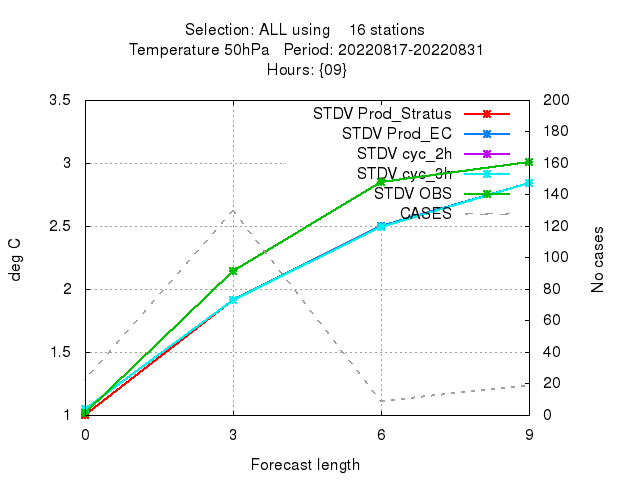 Selection: ALL using    16 stations
Temperature 50hPa   Period: 20220817-20220831
Hours: {09}
3.5
3
2.5
2
1.5
1
deg C
STDV Prod_Stratus
STDV Prod_EC
STDV cyc_2h
STDV cyc_3h
STDV OBS
CASES
200
180
160
140
120
100
80
60
40
20
0
No cases
0 3 6 9
Forecast length